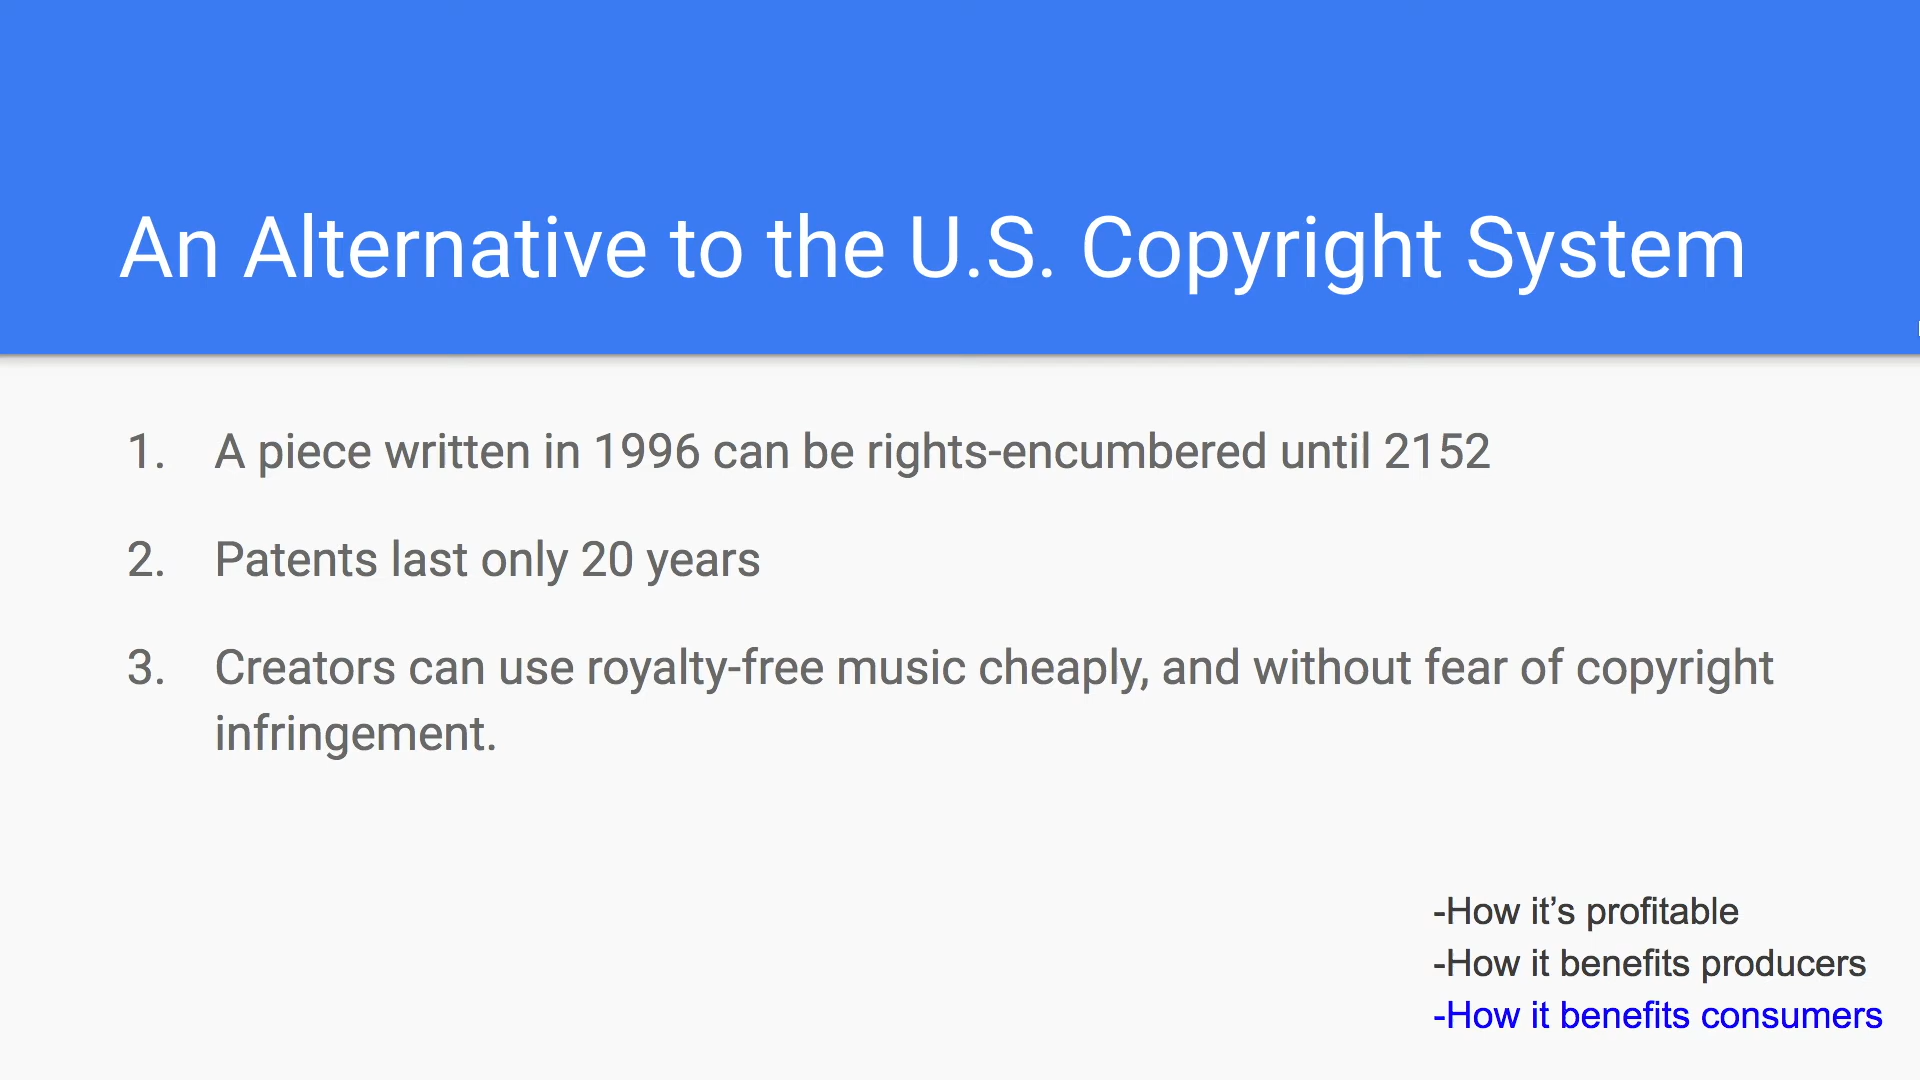 An Alternative to the U.S. Copyright System
1. A piece written in 1996 can be rights-encumbered until 2152
2. Patents last only 20 years
3. Creators can use royalty-free music cheaply, and without fear of copyright
infringement.
-How it’s profitable
-How it benefits producers
-How it benefits consumers